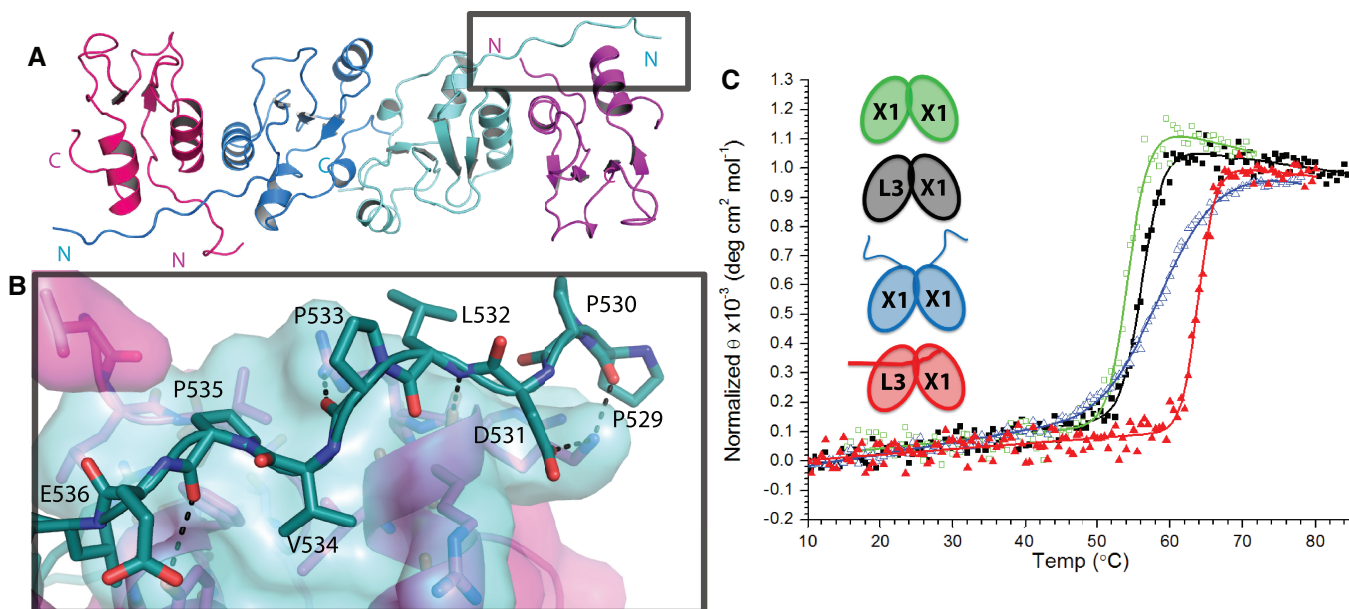 A
N
N
C
C
N
N
B
P533
L532
P530
P535
D531
P529
E536
V534
C
Normalized θ x10⁻³ (deg cm² mol⁻¹)
1.3
1.2
1.1
1.0
0.9
0.8
0.7
0.6
0.5
0.4
0.3
0.2
0.1
0.0
-0.1
-0.2
X1 X1
L3 X1
X1 X1
L3 X1
10 20 30 40 50 60 70 80
Temp (°C)